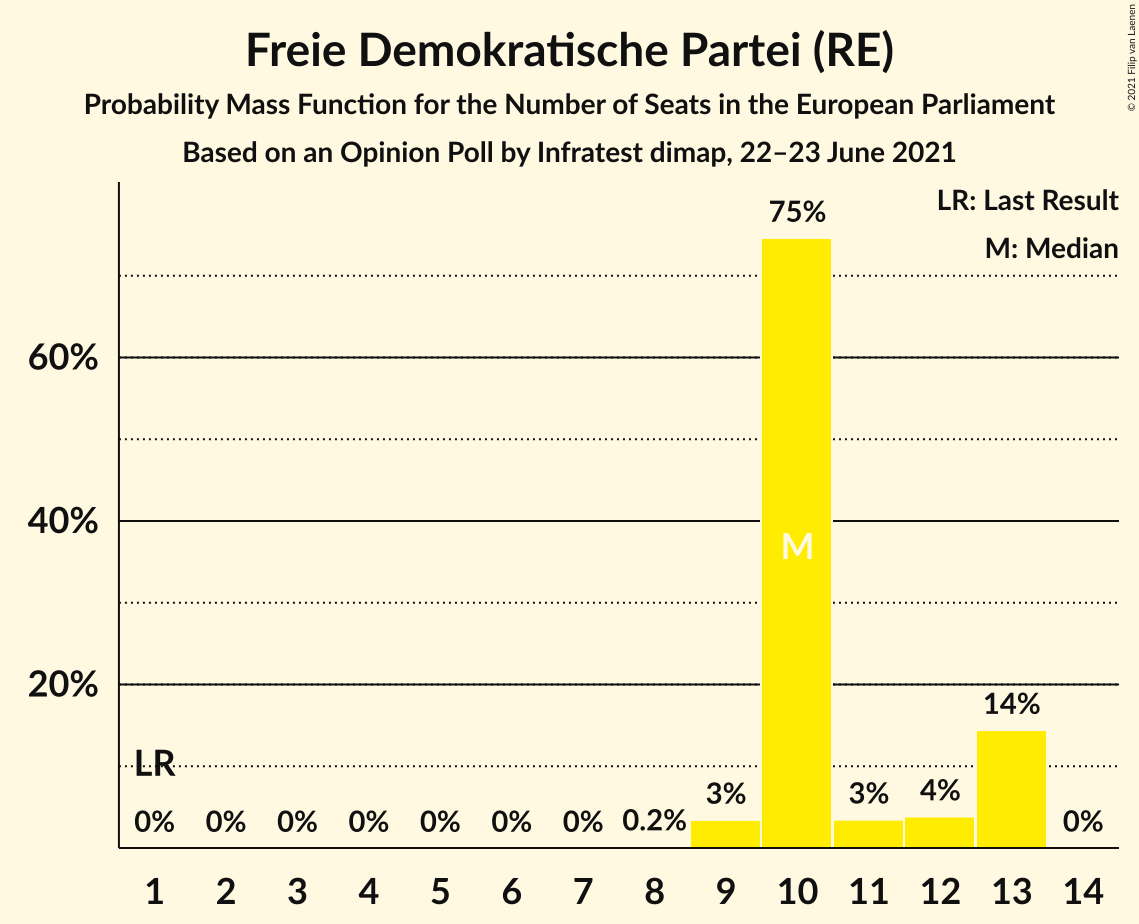 Freie Demokratische Partei (RE)
Probability Mass Function for the Number of Seats in the European Parliament
Based on an Opinion Poll by Infratest dimap, 22–23 June 2021
© 2021 Filip van Laenen
LR: Last Result
M: Median
75%
60%
40%
M
20%
14%
LR
0% 0% 0% 0% 0% 0% 0% 0.2% 3% 3% 4% 0%
1 2 3 4 5 6 7 8 9 10 11 12 13 14